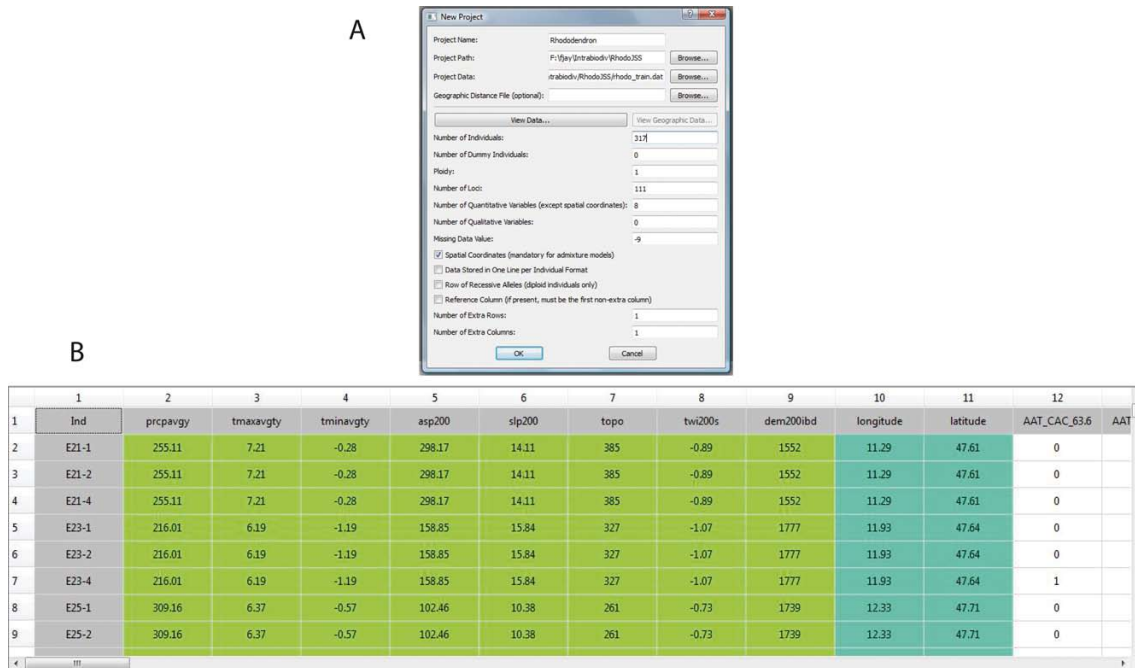 A
New Project
Project Name: Rhododendron
Project Path: F:\fjay\Intrabiodiv\RhodoJSS Browse...
Project Data: ntrabiodiv/RhodoJSS/rhodo_train.dat Browse...
Geographic Distance File (optional): Browse...
View Data... View Geographic Data...
Number of Individuals: 317
Number of Dummy Individuals: 0
Ploidy: 1
Number of Loci: 111
Number of Quantitative Variables (except spatial coordinates): 8
Number of Qualitative Variables: 0
Missing Data Value: -9
Spatial Coordinates (mandatory for admixture models)
Data Stored in One Line per Individual Format
Row of Recessive Alleles (diploid individuals only)
Reference Column (if present, must be the first non-extra column)
Number of Extra Rows: 1
Number of Extra Columns: 1
OK Cancel
B
1 2 3 4 5 6 7 8 9 10 11 12
1 Ind prcpavgy tmaxavgty tminavgty asp200 slp200 topo twi200s dem200ibd longitude latitude AAT_CAC_63.6 AAT
2 E21-1 255.11 7.21 -0.28 298.17 14.11 385 -0.89 1552 11.29 47.61 0
3 E21-2 255.11 7.21 -0.28 298.17 14.11 385 -0.89 1552 11.29 47.61 0
4 E21-4 255.11 7.21 -0.28 298.17 14.11 385 -0.89 1552 11.29 47.61 0
5 E23-1 216.01 6.19 -1.19 158.85 15.84 327 -1.07 1777 11.93 47.64 0
6 E23-2 216.01 6.19 -1.19 158.85 15.84 327 -1.07 1777 11.93 47.64 0
7 E23-4 216.01 6.19 -1.19 158.85 15.84 327 -1.07 1777 11.93 47.64 1
8 E25-1 309.16 6.37 -0.57 102.46 10.38 261 -0.73 1739 12.33 47.71 0
9 E25-2 309.16 6.37 -0.57 102.46 10.38 261 -0.73 1739 12.33 47.71 0